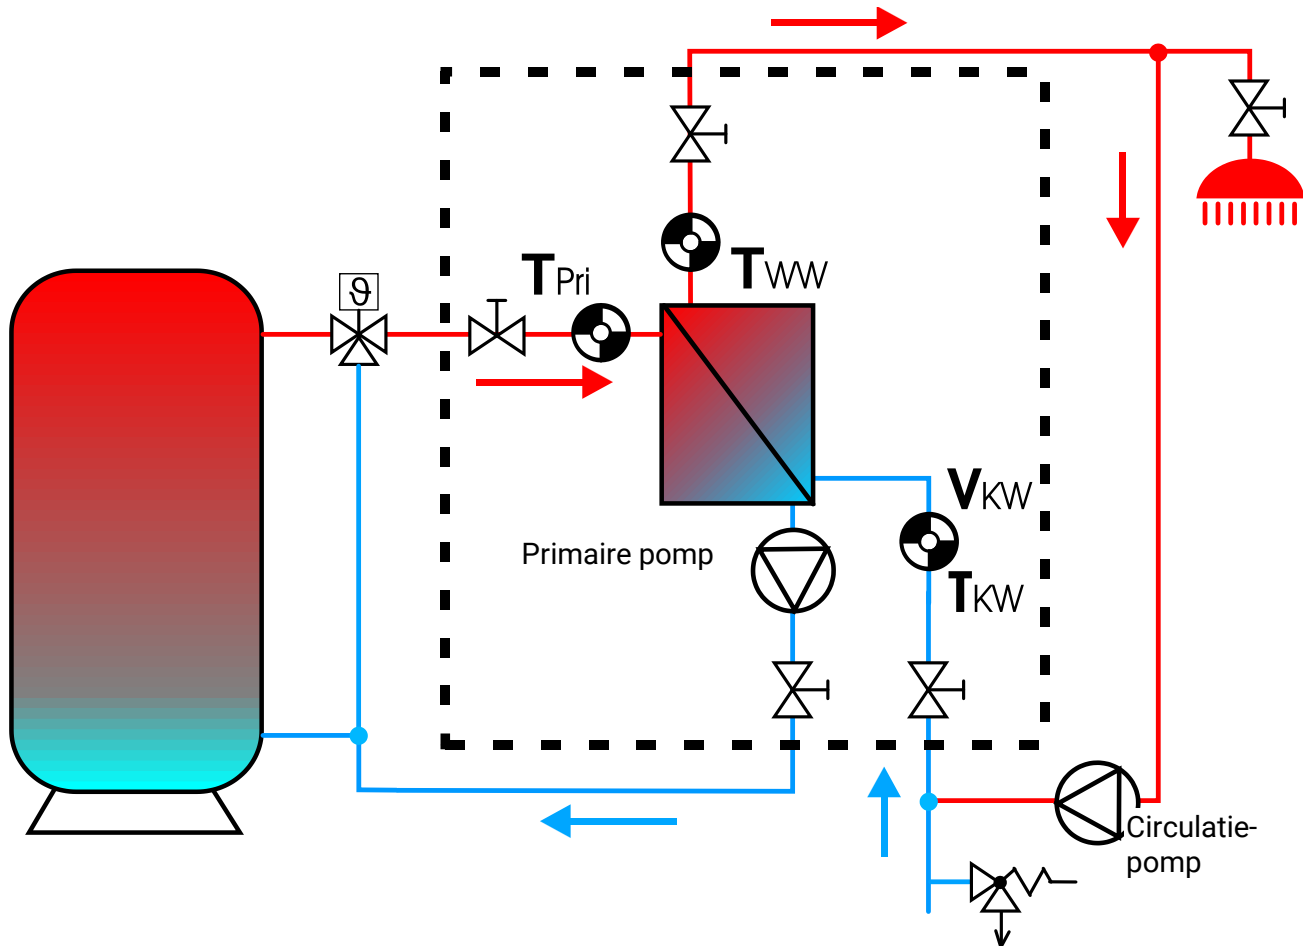 TWW
TPri
ϑ
VKW
Primaire pomp
TKW
Circulatie-
pomp